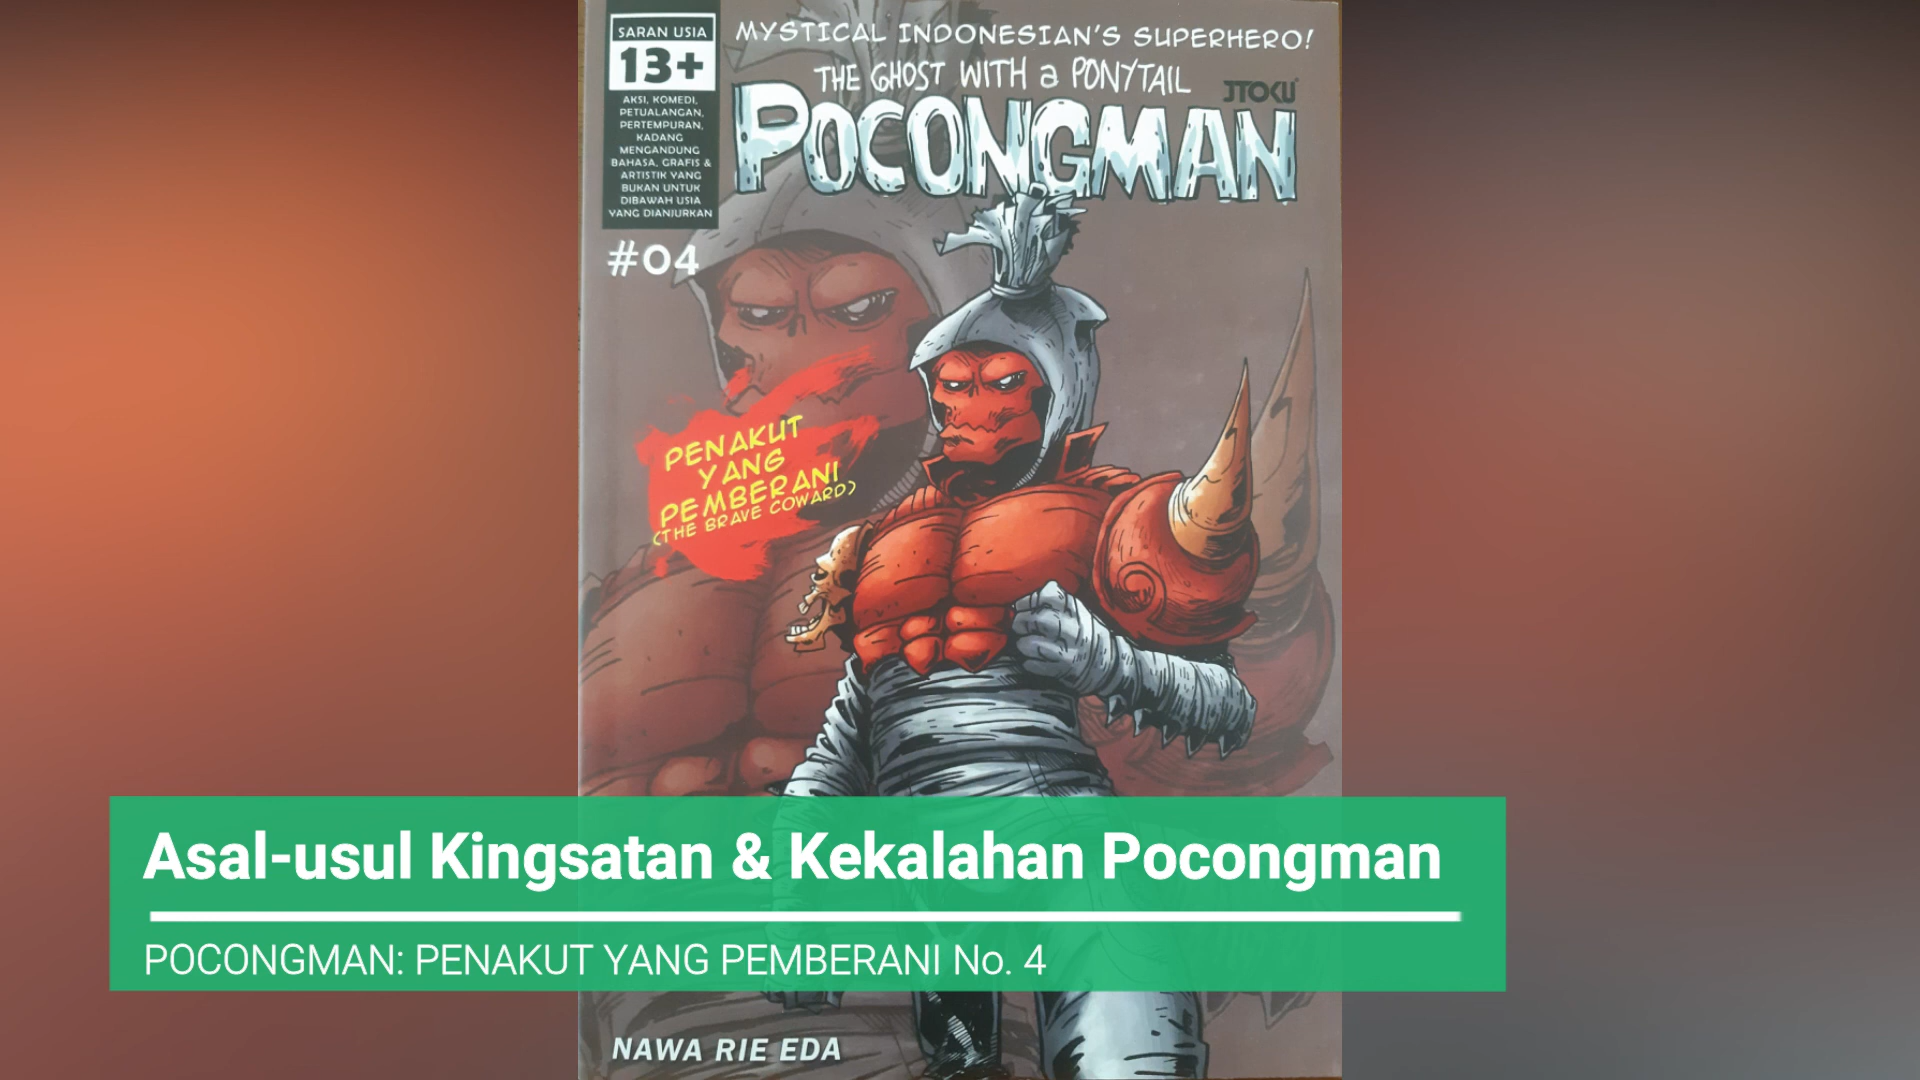 SARAN USIA
13+
AKSI, KOMEDI,
PETUALANGAN,
PERTEMPURAN,
KADANG
MENGANDUNG
BAHASA, GRAFIS &
ARTISTIK YANG
BUKAN UNTUK
DIBAWAH USIA
YANG DIANJURKAN
#04
MYSTICAL INDONESIAN'S SUPERHERO!
THE GHOST WITH a PONYTAIL
JTOKU
POCONGMAN
PENAKUT
YANG
PEMBERANI
(THE BRAVE COWARD)
Asal-usul Kingsatan & Kekalahan Pocongman
POCONGMAN: PENAKUT YANG PEMBERANI No. 4
NAWA RIE EDA